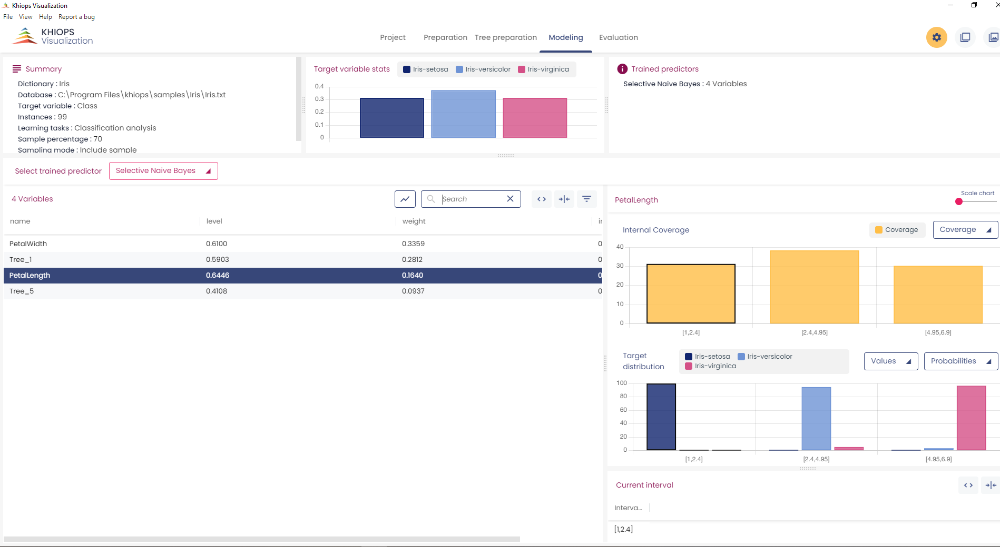 Khiops Visualization
File View Help Report a bug
KHIOPS
Visualization
Project Preparation Tree preparation Modeling Evaluation
Summary
Dictionary : Iris
Database : C:\Program Files\khiops\samples\Iris\Iris.txt
Target variable : Class
Instances : 99
Learning tasks : Classification analysis
Sample percentage : 70
Sampling mode : Include sample
Target variable stats
Iris-setosa Iris-versicolor Iris-virginica
0.4
0.3
0.2
0.1
0
Trained predictors
Selective Naive Bayes : 4 Variables
Select trained predictor Selective Naive Bayes
4 Variables
Search
name level weight
PetalWidth 0.6100 0.3359 0
Tree_1 0.5903 0.2812 0
PetalLength 0.6446 0.1640 0
Tree_5 0.4108 0.0937 0
PetalLength
Scale chart
Internal Coverage
Coverage
Coverage
40
30
20
10
0
[1,2.4] [2.4,4.95] [4.95,6.9]
Target
distribution
Iris-setosa Iris-versicolor
Iris-virginica
Values Probabilities
100
80
60
40
20
0
[1,2.4] [2.4,4.95] [4.95,6.9]
Current interval
Interva...
[1,2.4]